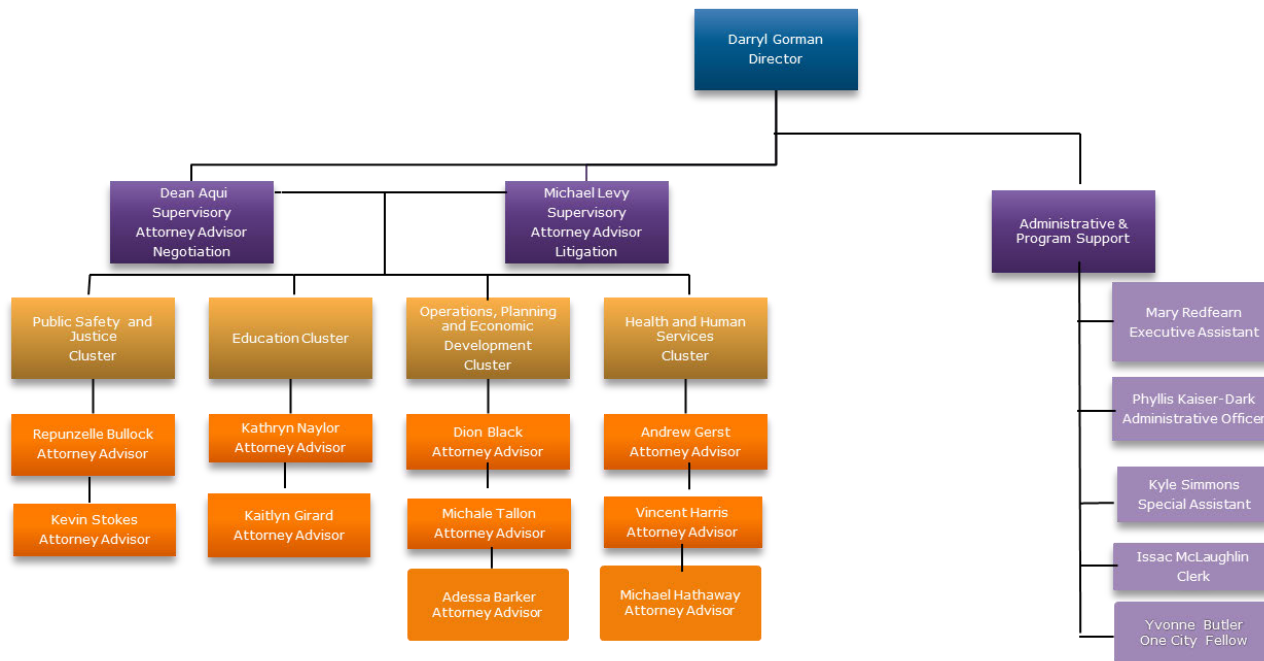 Darryl Gorman
Director
Dean Aqui
Supervisory
Attorney Advisor
Negotiation
Michael Levy
Supervisory
Attorney Advisor
Litigation
Administrative &
Program Support
Public Safety and
Justice
Cluster
Repunzelle Bullock
Attorney Advisor
Kevin Stokes
Attorney Advisor
Education Cluster
Kathryn Naylor
Attorney Advisor
Kaitlyn Girard
Attorney Advisor
Operations, Planning
and Economic
Development
Cluster
Dion Black
Attorney Advisor
Michale Tallon
Attorney Advisor
Adessa Barker
Attorney Advisor
Health and Human
Services
Cluster
Andrew Gerst
Attorney Advisor
Vincent Harris
Attorney Advisor
Michael Hathaway
Attorney Advisor
Mary Redfearn
Executive Assistant
Phyllis Kaiser-Dark
Administrative Officer
Kyle Simmons
Special Assistant
Issac McLaughlin
Clerk
Yvonne Butler
One City Fellow